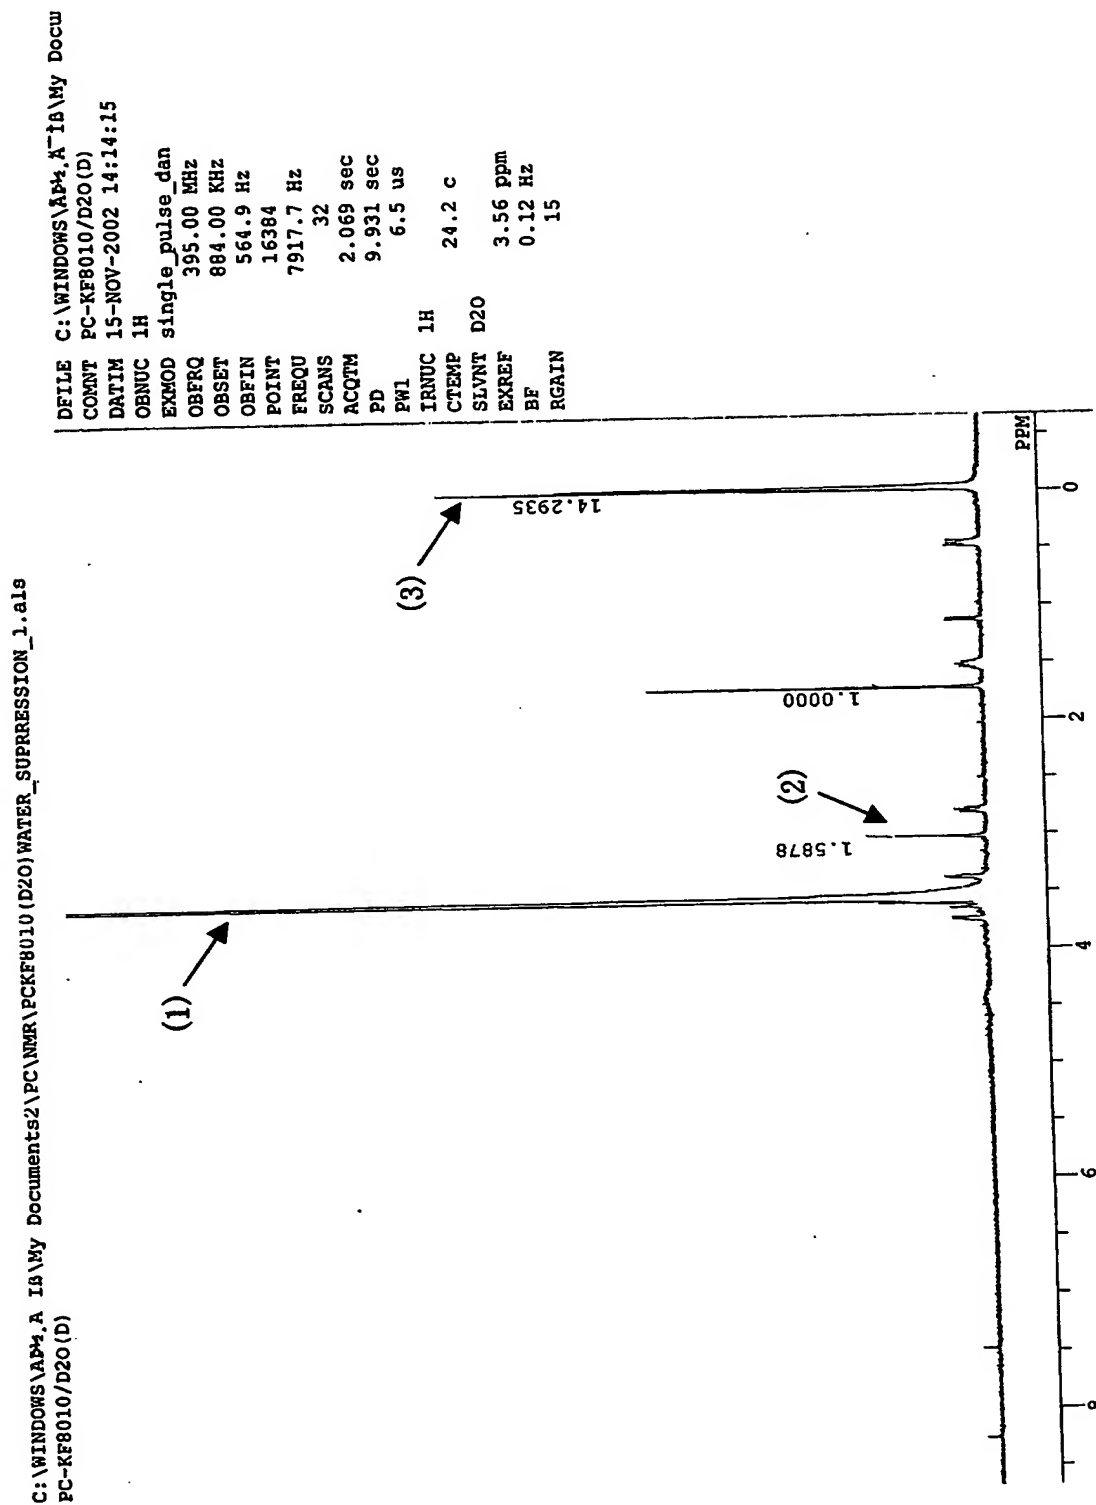 C:\WINDOWS\ÀÞ½¸Ä IB\My Documents2\PC\NMR\PCKF8010(D2O)WATER_SUPRRESSION_1.als
PC-KF8010/D2O(D)
DFILE C:\WINDOWS\My Docu
COMNT PC-KF8010/D2O(D)
DATIM 15-NOV-2002 14:14:15
OBNUC 1H
EXMOD single_pulse_dan
OBFRQ 395.00 MHz
OBSET 884.00 KHz
OBFIN 564.9 Hz
POINT 16384
FREQU 7917.7 Hz
SCANS 32
ACQTM 2.069 sec
PD 9.931 sec
PW1 6.5 us
IRNUC 1H
CTEMP 24.2 c
SLVNT D2O
EXREF 3.56 ppm
BF 0.12 Hz
RGAIN 15
(1)
(2)
(3)
1.5878
1.0000
14.2935
8
6
4
2
0
PPM